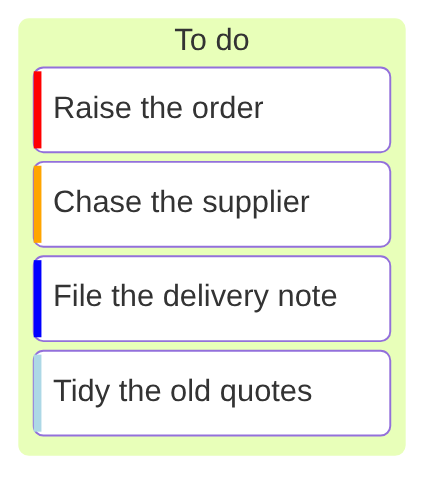 To do
Raise the order
Chase the supplier
File the delivery note
Tidy the old quotes